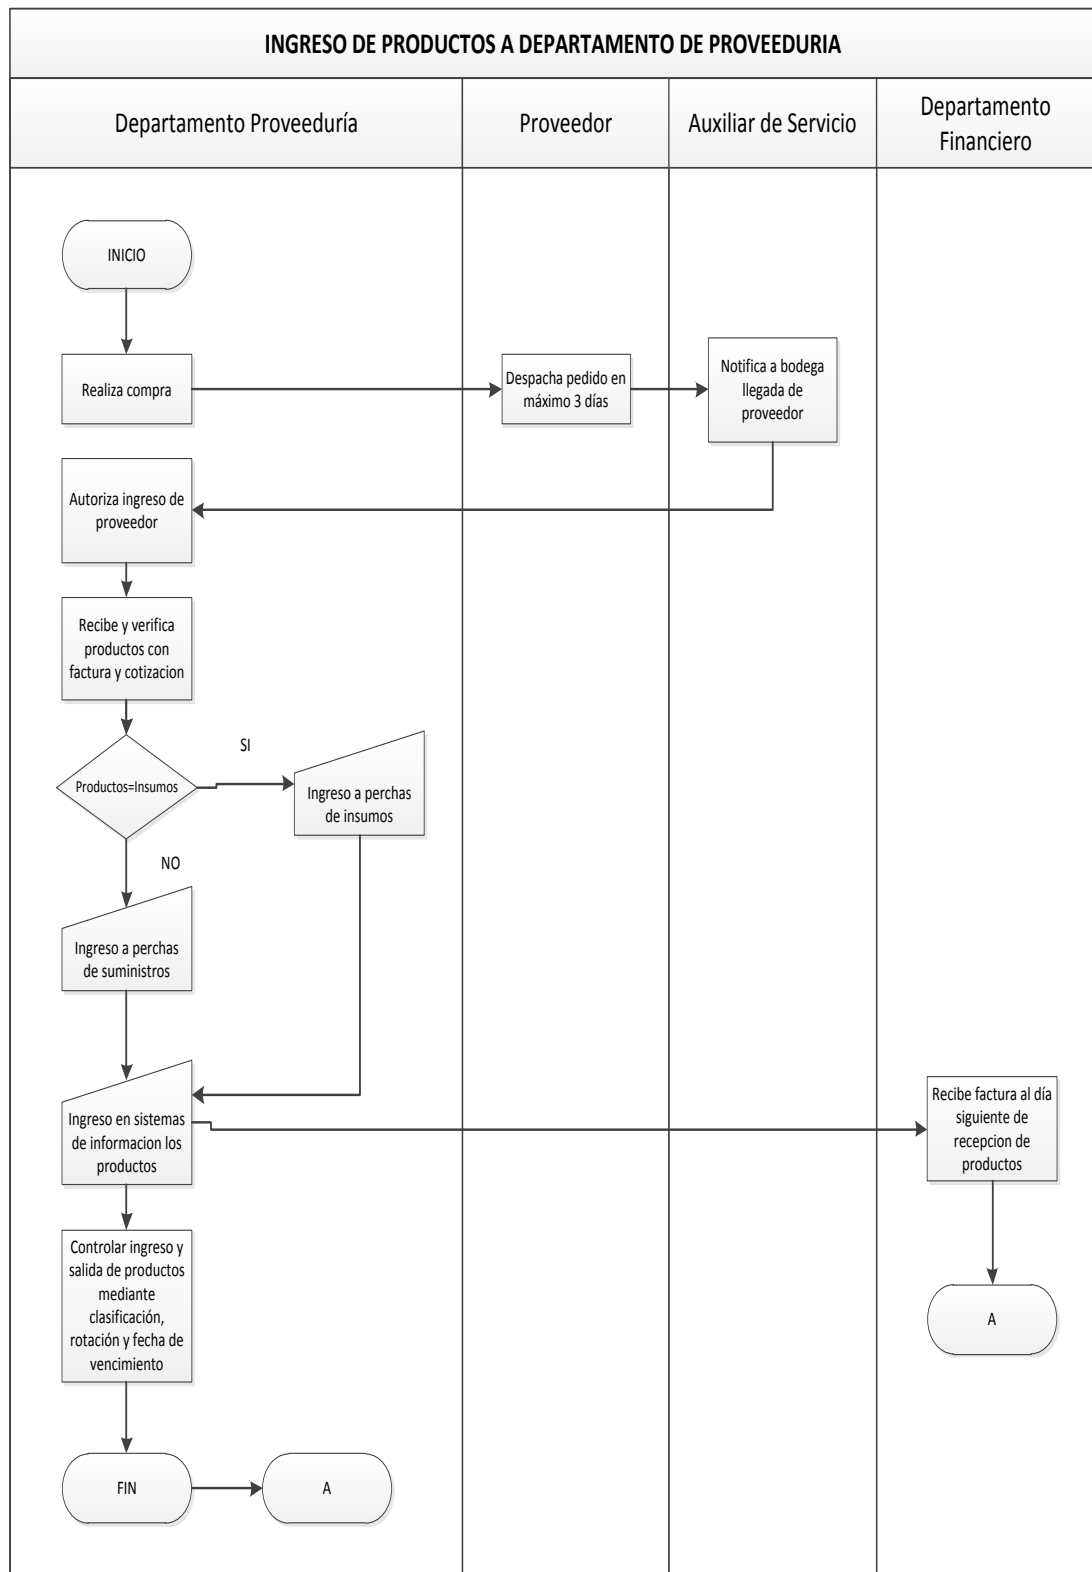 INGRESO DE PRODUCTOS A DEPARTAMENTO DE PROVEEDURIA
Departamento Proveeduría
Proveedor
Auxiliar de Servicio
Departamento
Financiero
INICIO
Realiza compra
Despacha pedido en
máximo 3 días
Notifica a bodega
llegada de
proveedor
Autoriza ingreso de
proveedor
Recibe y verifica
productos con
factura y cotizacion
Productos=Insumos
SI
Ingreso a perchas
de insumos
NO
Ingreso a perchas
de suministros
Ingreso en sistemas
de informacion los
productos
Recibe factura al día
siguiente de
recepcion de
productos
Controlar ingreso y
salida de productos
mediante
clasificación,
rotación y fecha de
vencimiento
A
FIN
A